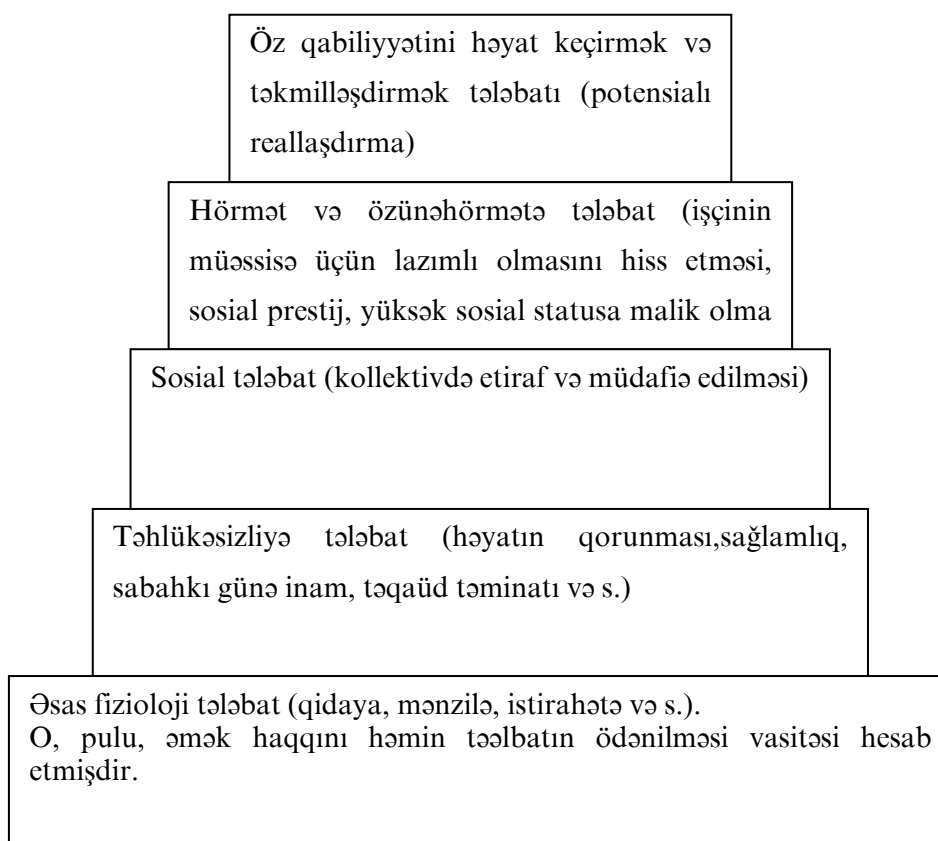 Öz qabiliyyətini həyat keçirmək və
təkmilləşdirmək tələbatı (potensialı
reallaşdırma)
Hörmət və özünəhörmətə tələbat (işçinin
müəssisə üçün lazımlı olmasını hiss etməsi,
sosial prestij, yüksək sosial statusa malik olma
Sosial tələbat (kollektivdə etiraf və müdafiə edilməsi)
Təhlükəsizliyə tələbat (həyatın qorunması,sağlamlıq,
sabahkı günə inam, təqaüd təminatı və s.)
Əsas fizioloji tələbat (qidaya, mənzilə, istirahətə və s.).
O, pulu, əmək haqqını həmin təəlbatın ödənilməsi vasitəsi hesab
etmişdir.